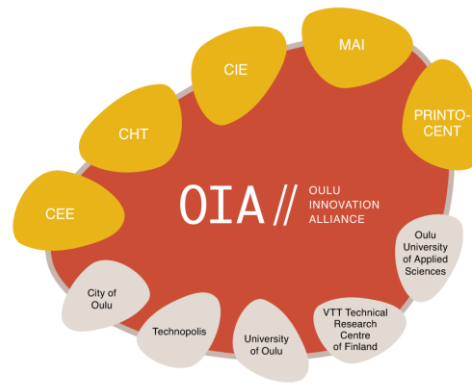 MAI
CIE
PRINTO-
CENT
CHT
CEE
OIA//
OULU
INNOVATION
ALLIANCE
Oulu
University
of Applied
Sciences
City of
Oulu
Technopolis
University
of Oulu
VTT Technical
Research
Centre
of Finland